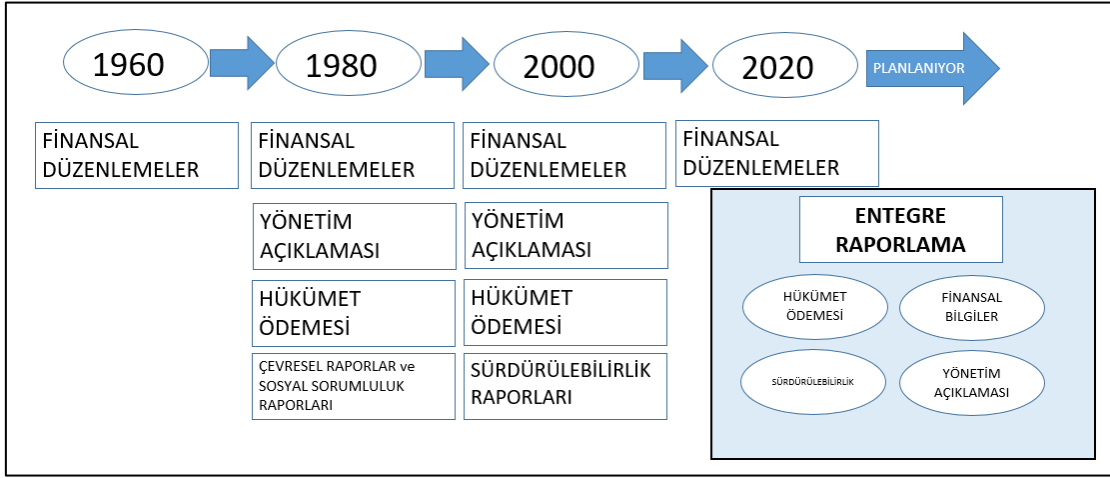 1960
1980
2000
2020
PLANLANIYOR
FİNANSAL
DÜZENLEMELER
FİNANSAL
DÜZENLEMELER
FİNANSAL
DÜZENLEMELER
FİNANSAL
DÜZENLEMELER
YÖNETİM
AÇIKLAMASI
YÖNETİM
AÇIKLAMASI
HÜKÜMET
ÖDEMESİ
HÜKÜMET
ÖDEMESİ
ÇEVRESEL RAPORLAR ve
SOSYAL SORUMLULUK
RAPORLARI
SÜRDÜRÜLEBİLİRLİK
RAPORLARI
ENTEGRE
RAPORLAMA
HÜKÜMET
ÖDEMESİ
FİNANSAL
BİLGİLER
SÜRDÜRÜLEBİLİRLİK
YÖNETİM
AÇIKLAMASI